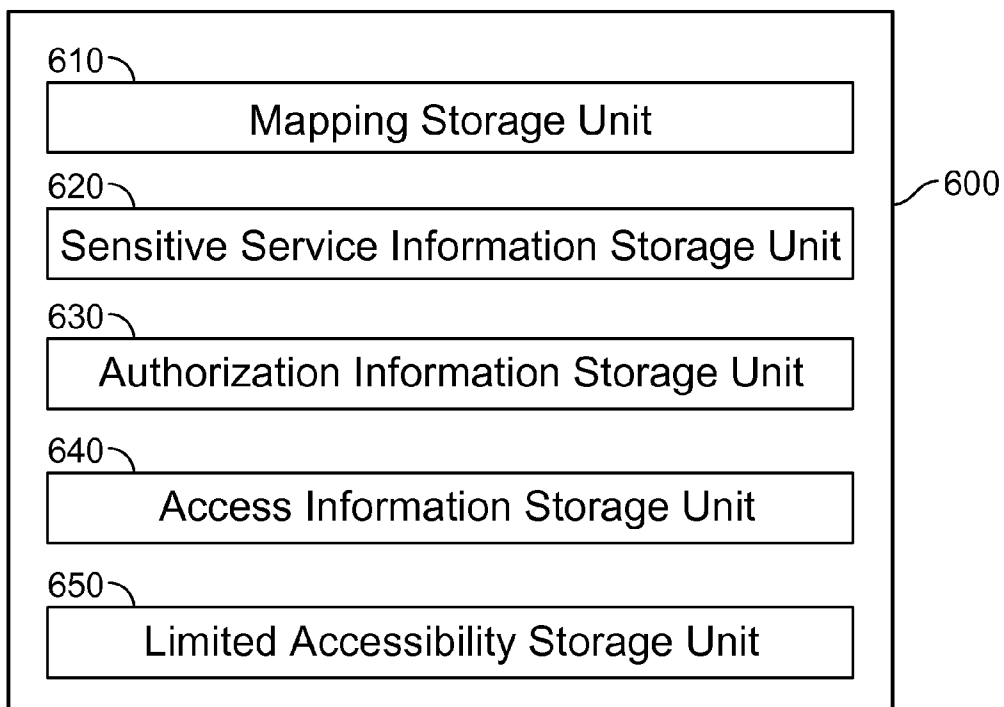 610
Mapping Storage Unit
620
600
Sensitive Service Information Storage Unit
630
Authorization Information Storage Unit
640
Access Information Storage Unit
650
Limited Accessibility Storage Unit